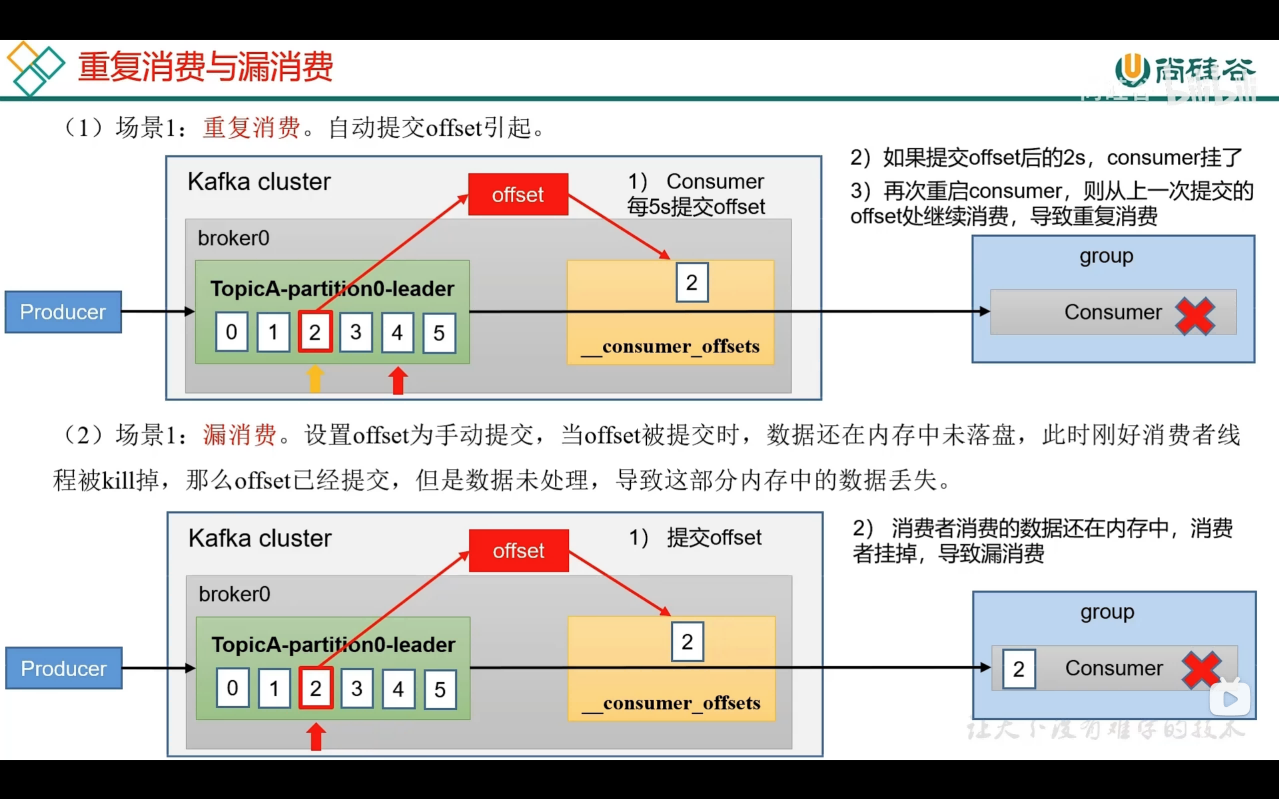 重复消费与漏消费
尚硅谷
bilibili
（1）场景1：重复消费。自动提交offset引起。
Kafka cluster
offset
1） Consumer
每5s提交offset
2）如果提交offset后的2s，consumer挂了
3）再次重启consumer，则从上一次提交的
offset处继续消费，导致重复消费
broker0
TopicA-partition0-leader
0 1 2 3 4 5
2
__consumer_offsets
Producer
group
Consumer
（2）场景1：漏消费。设置offset为手动提交，当offset被提交时，数据还在内存中未落盘，此时刚好消费者线
程被kill掉，那么offset已经提交，但是数据未处理，导致这部分内存中的数据丢失。
Kafka cluster
offset
1） 提交offset
2） 消费者消费的数据还在内存中，消费
者挂掉，导致漏消费
broker0
TopicA-partition0-leader
0 1 2 3 4 5
2
__consumer_offsets
Producer
group
2 Consumer
让天下没有难学的技术